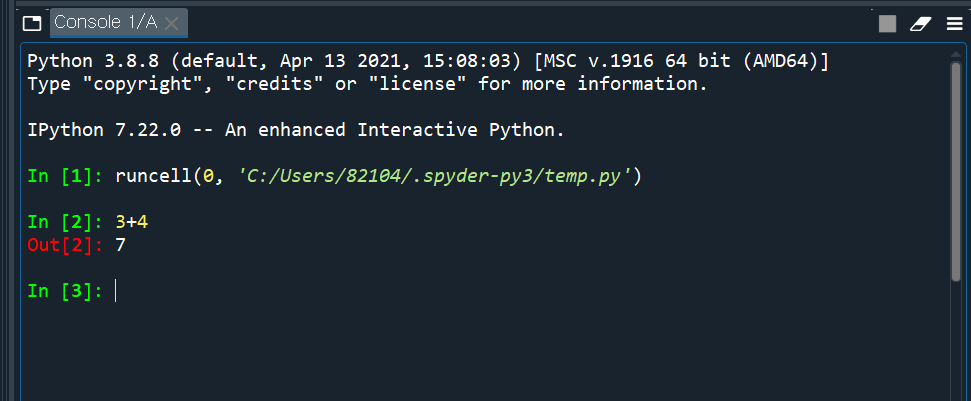 Console 1/A
Python 3.8.8 (default, Apr 13 2021, 15:08:03) [MSC v.1916 64 bit (AMD64)]
Type "copyright", "credits" or "license" for more information.
IPython 7.22.0 -- An enhanced Interactive Python.
In [1]: runcell(0, 'C:/Users/82104/.spyder-py3/temp.py')
In [2]: 3+4
Out[2]: 7
In [3]: